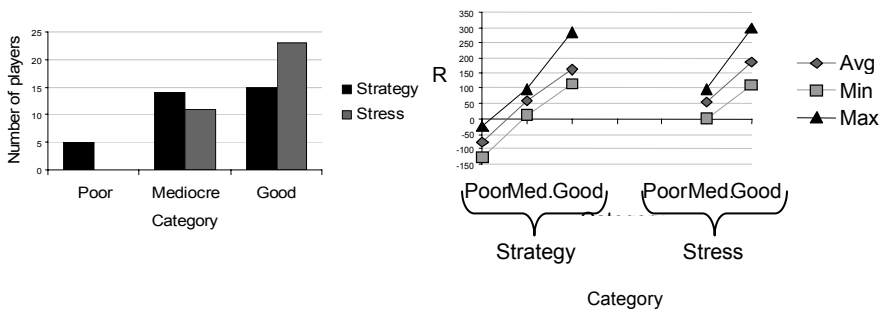 Number of players
25
20
15
10
5
0
Poor Mediocre Good
Category
Strategy
Stress
R
350
300
250
200
150
100
50
0
-50
-100
-150
PoorMed.Good PoorMed.Good
Strategy Stress
Category
Avg
Min
Max